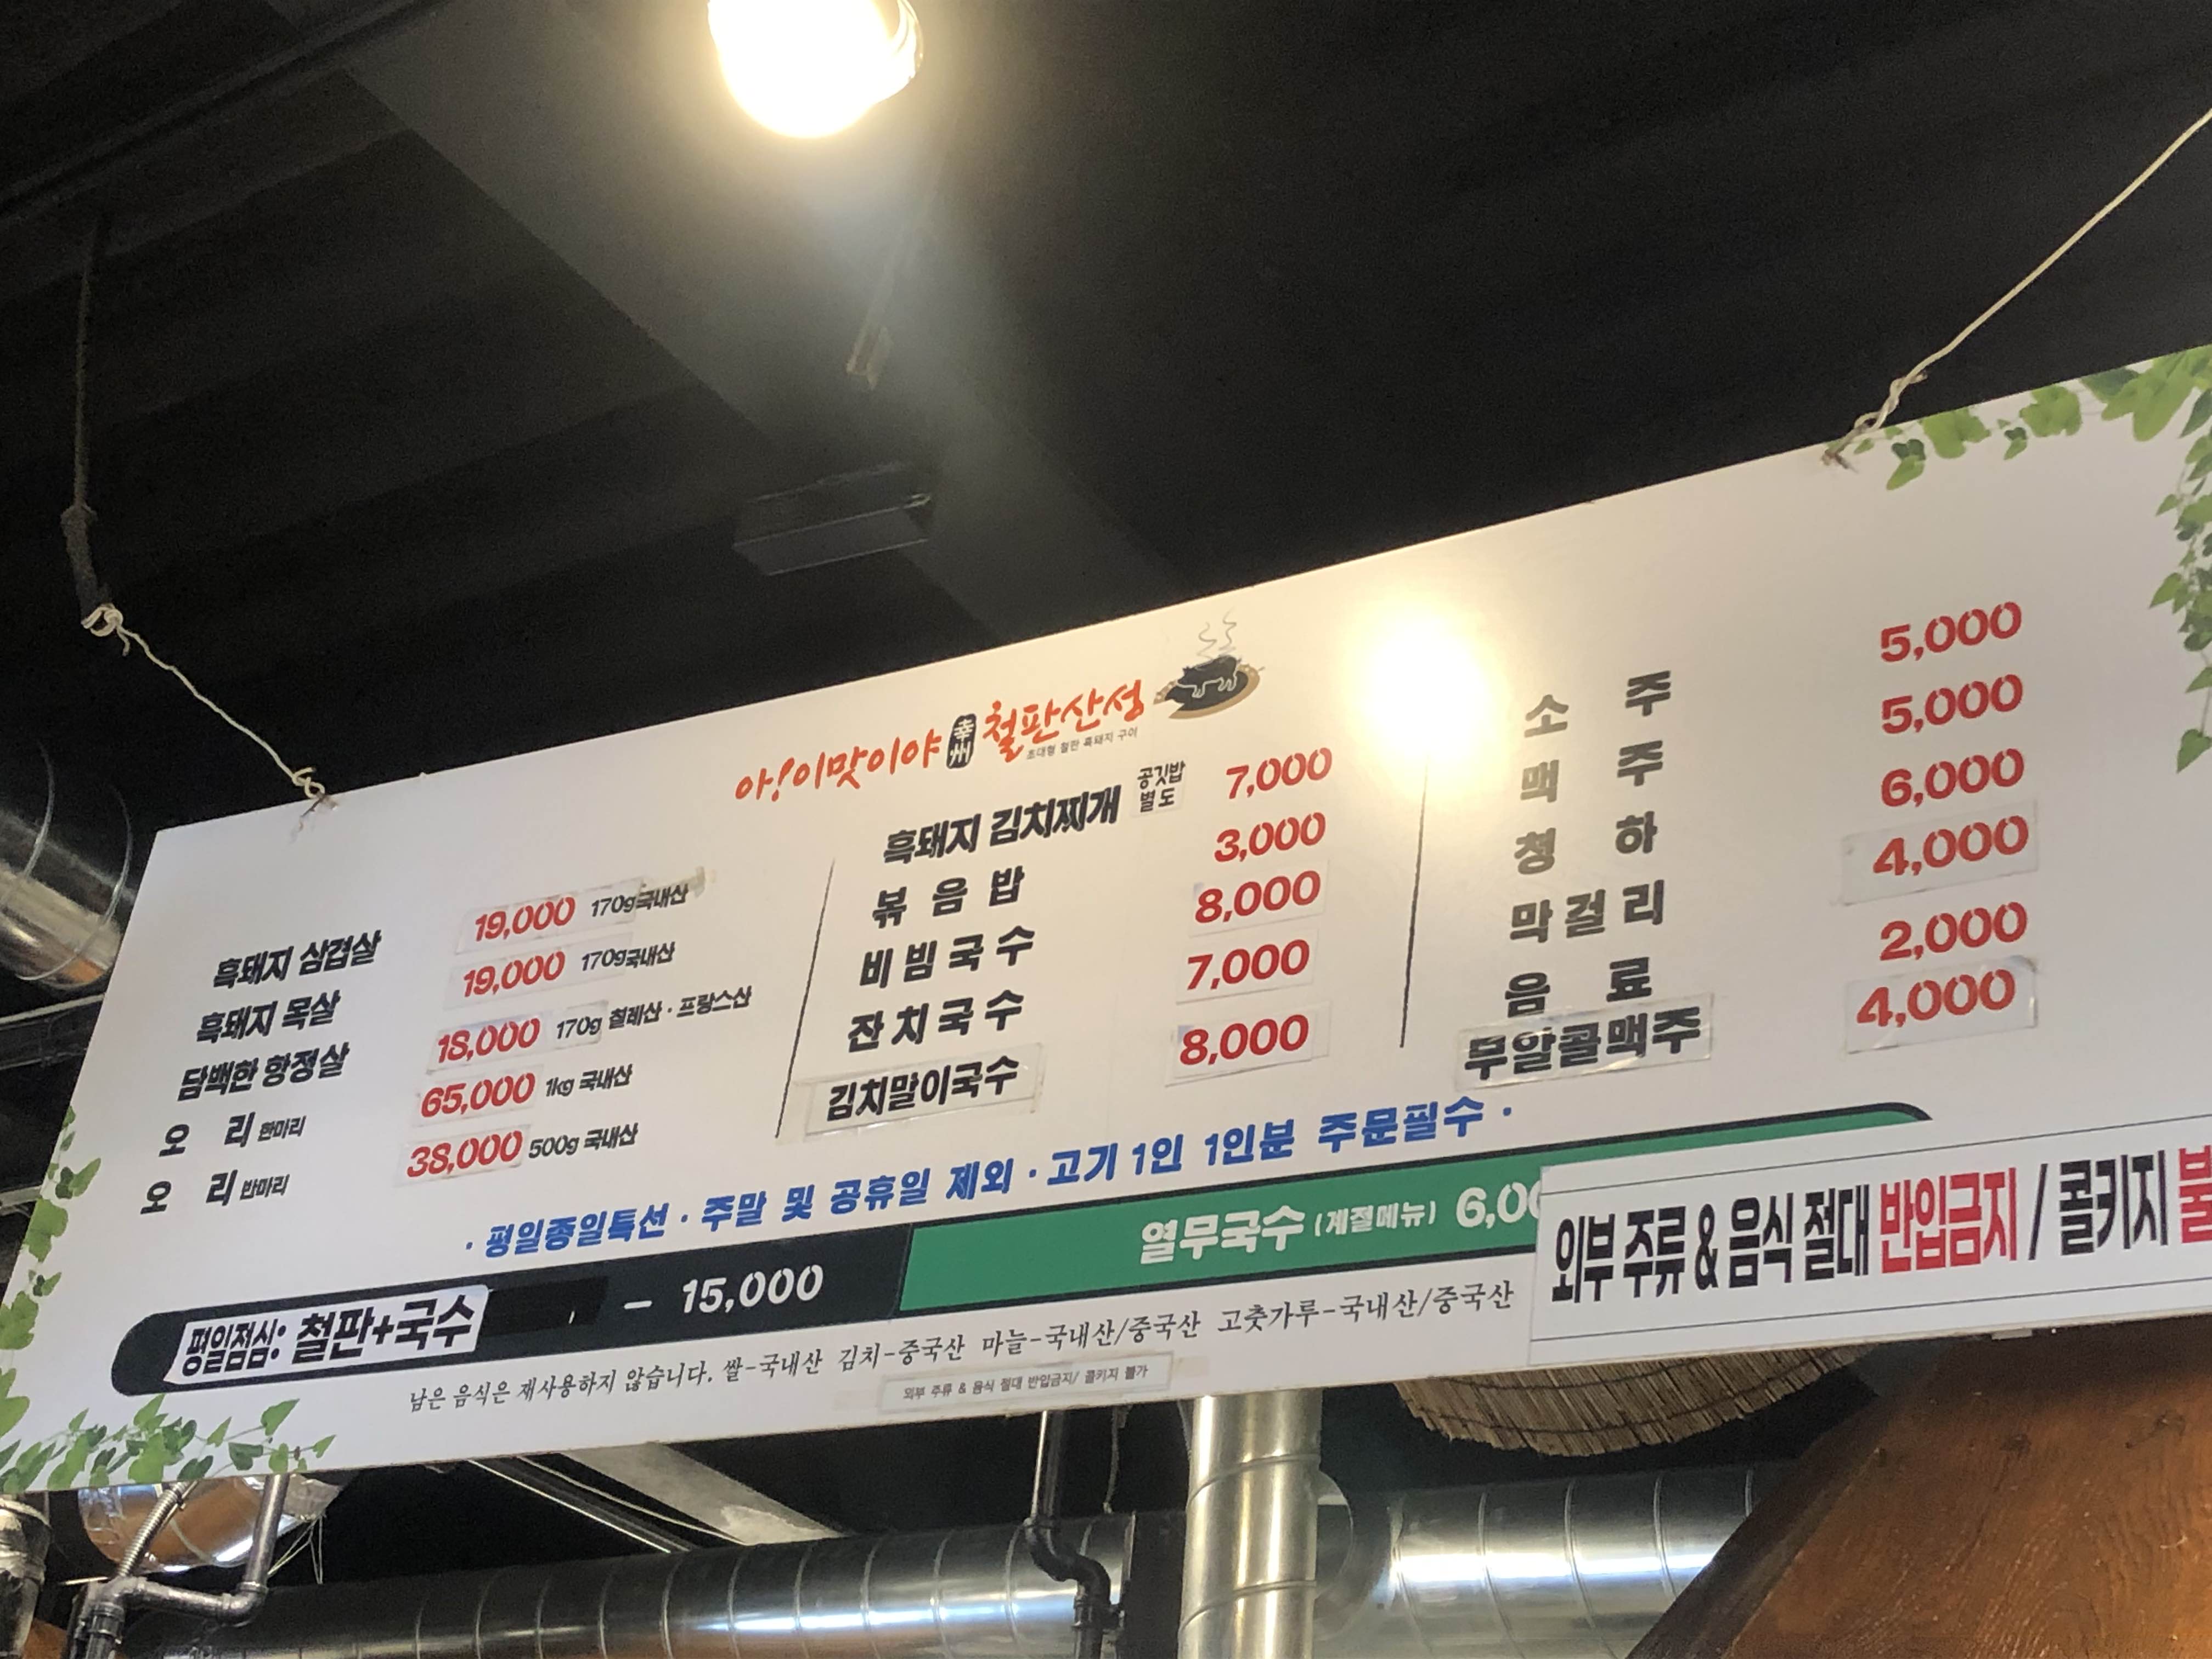 아!이맛이야 幸州 철판산성
초대형 철판 흑돼지 구이
흑돼지 삼겹살 19,000 170g국내산
흑돼지 목살 19,000 170g국내산
담백한 항정살 18,000 170g 칠레산 · 프랑스산
오 리 한마리 65,000 1kg 국내산
오 리 반마리 38,000 500g 국내산
흑돼지 김치찌개 공깃밥 별도 7,000
볶음밥 3,000
비빔국수 8,000
잔치국수 7,000
김치말이국수 8,000
소 주 5,000
맥 주 5,000
청 하 6,000
막걸리 4,000
음 료 2,000
무알콜맥주 4,000
· 평일종일특선 · 주말 및 공휴일 제외 · 고기 1인 1인분 주문필수 ·
평일점심: 철판+국수 – 15,000
열무국수 (계절메뉴) 6,00
외부 주류 & 음식 절대 반입금지 / 콜키지 불
남은 음식은 재사용하지 않습니다. 쌀-국내산 김치-중국산 마늘-국내산/중국산 고춧가루-국내산/중국산
외부 주류 & 음식 절대 반입금지/ 콜키지 불가